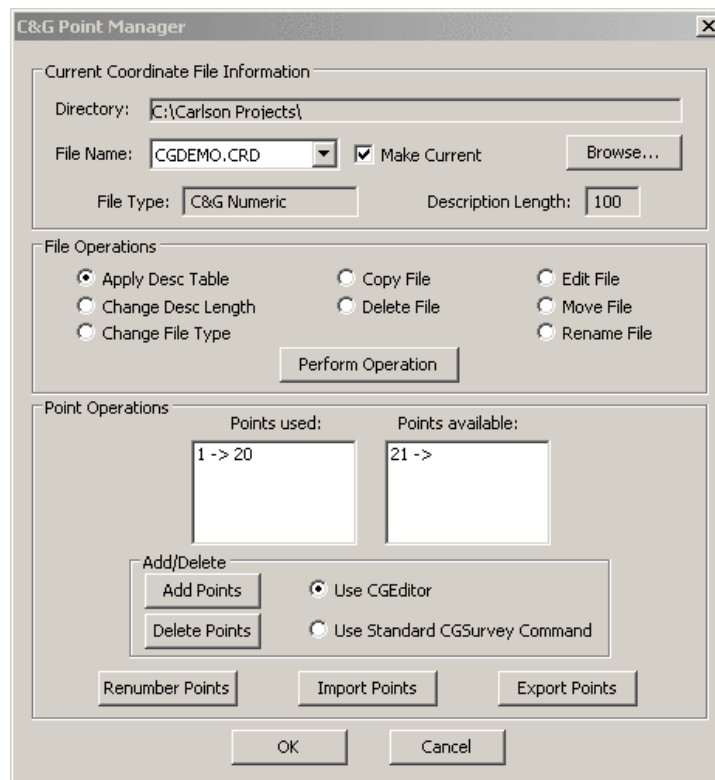 C&G Point Manager
Current Coordinate File Information
Directory: C:\Carlson Projects\
File Name: CGDEMO.CRD Make Current Browse...
File Type: C&G Numeric Description Length: 100
File Operations
Apply Desc Table Copy File Edit File
Change Desc Length Delete File Move File
Change File Type Rename File
Perform Operation
Point Operations
Points used: Points available:
1 -> 20 21 ->
Add/Delete
Add Points Use CGEditor
Delete Points Use Standard CGSurvey Command
Renumber Points Import Points Export Points
OK Cancel